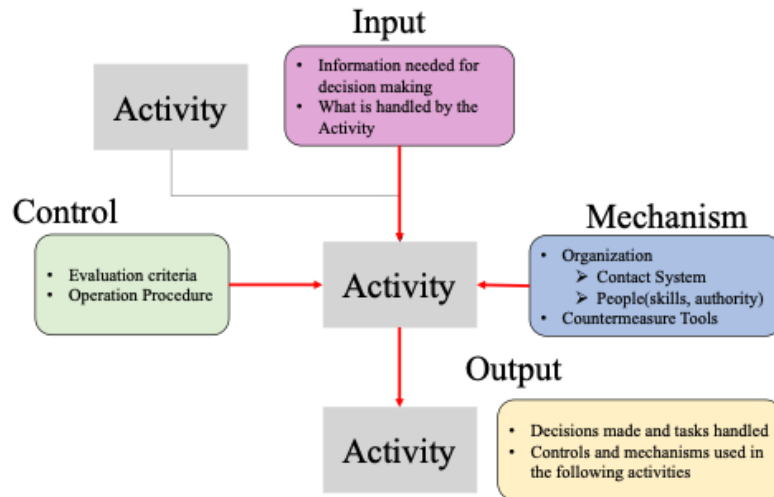 Input
• Information needed for
decision making
• What is handled by the
Activity
Activity
Control
• Evaluation criteria
• Operation Procedure
Activity
Mechanism
• Organization
➢ Contact System
➢ People(skills, authority)
• Countermeasure Tools
Output
Activity
• Decisions made and tasks handled
• Controls and mechanisms used in
the following activities